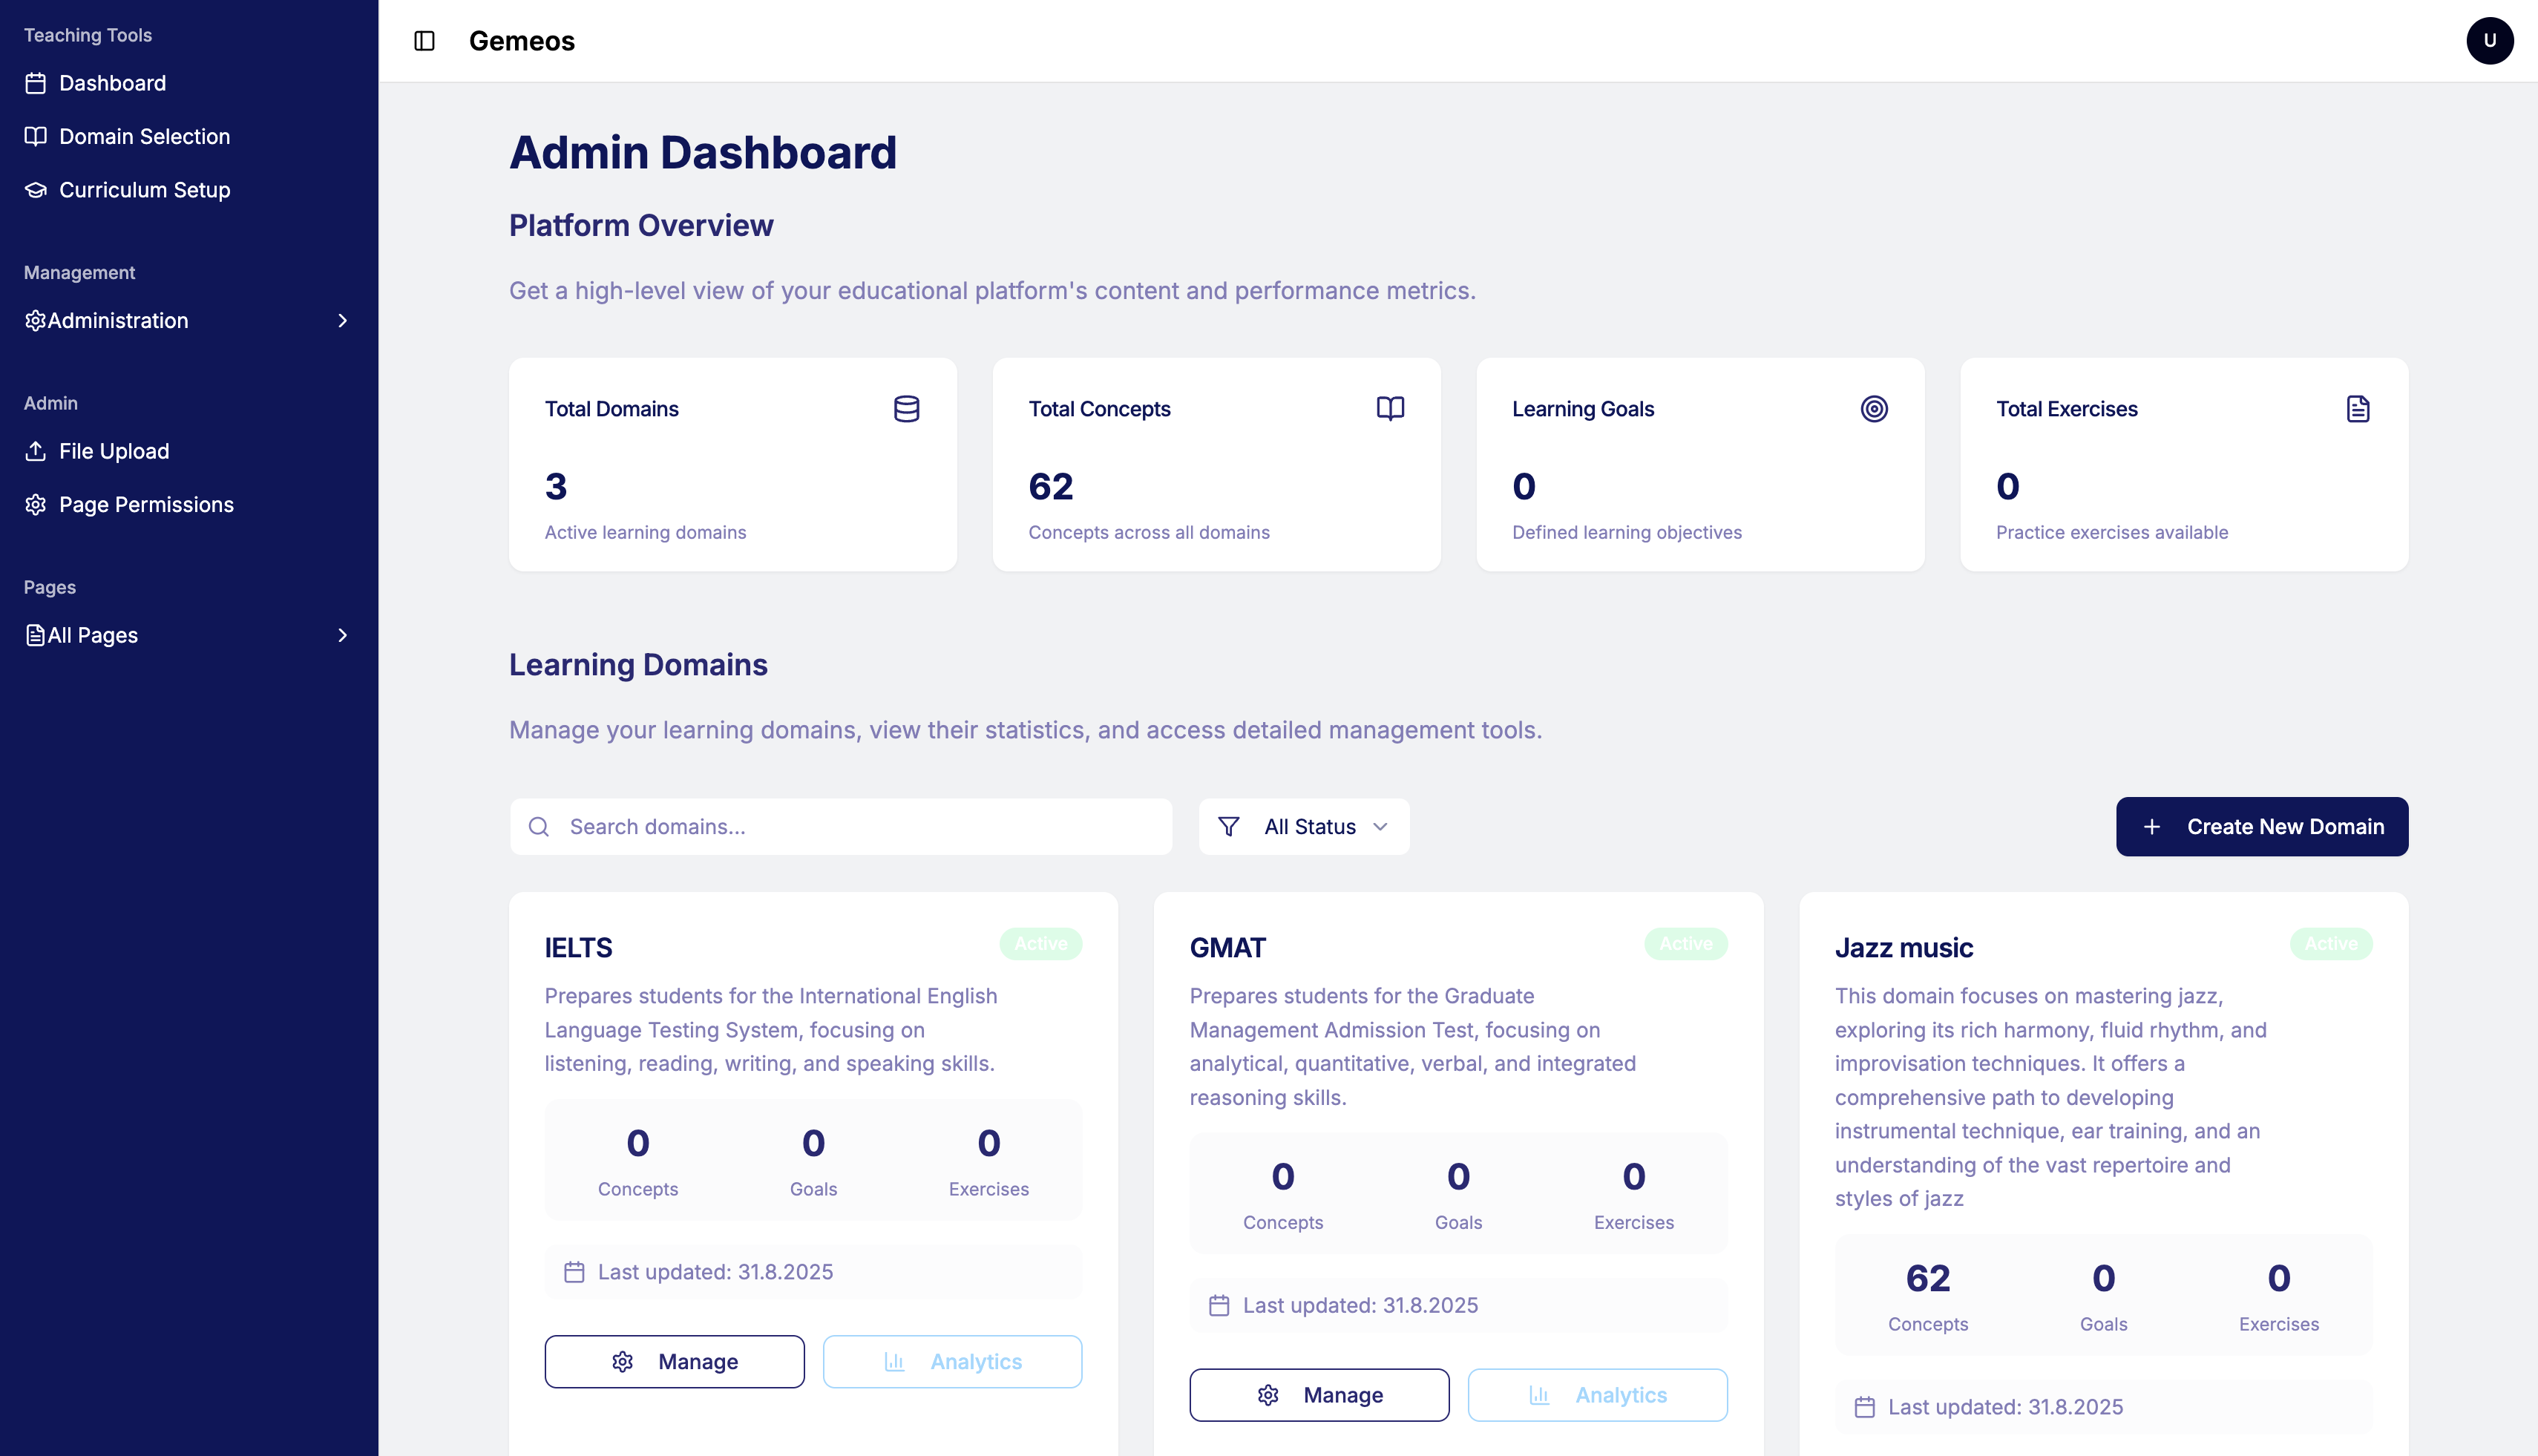 Teaching Tools
Dashboard
Domain Selection
Curriculum Setup
Management
Administration
Admin
File Upload
Page Permissions
Pages
All Pages
Gemeos
U
Admin Dashboard
Platform Overview
Get a high-level view of your educational platform's content and performance metrics.
Total Domains
3
Active learning domains
Total Concepts
62
Concepts across all domains
Learning Goals
0
Defined learning objectives
Total Exercises
0
Practice exercises available
Learning Domains
Manage your learning domains, view their statistics, and access detailed management tools.
Search domains...
All Status
Create New Domain
IELTS
Active
Prepares students for the International English
Language Testing System, focusing on
listening, reading, writing, and speaking skills.
0 0 0
Concepts Goals Exercises
Last updated: 31.8.2025
Manage
Analytics
GMAT
Active
Prepares students for the Graduate
Management Admission Test, focusing on
analytical, quantitative, verbal, and integrated
reasoning skills.
0 0 0
Concepts Goals Exercises
Last updated: 31.8.2025
Manage
Analytics
Jazz music
Active
This domain focuses on mastering jazz,
exploring its rich harmony, fluid rhythm, and
improvisation techniques. It offers a
comprehensive path to developing
instrumental technique, ear training, and an
understanding of the vast repertoire and
styles of jazz
62 0 0
Concepts Goals Exercises
Last updated: 31.8.2025